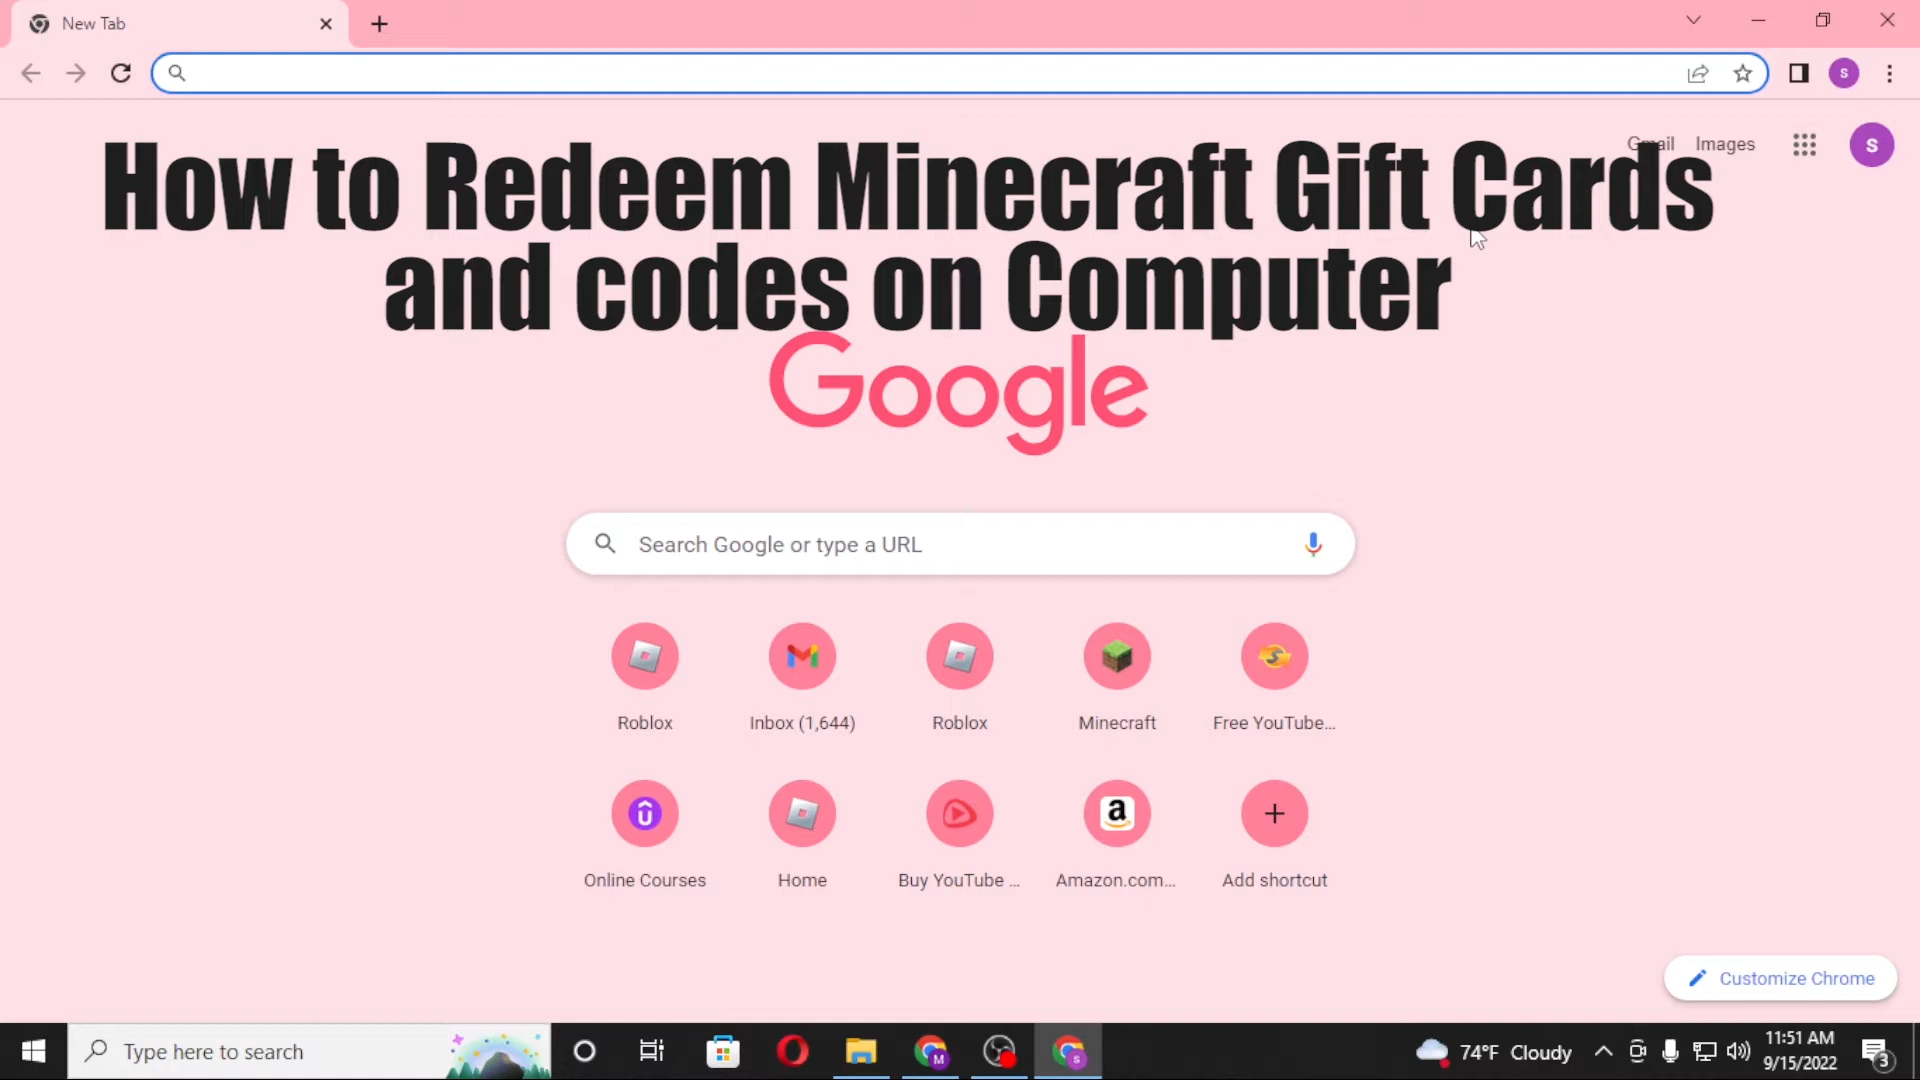 New Tab
S
Gmail Images
S
How to Redeem Minecraft Gift Cards
and codes on Computer
Google
Search Google or type a URL
Roblox
Inbox (1,644)
Roblox
Minecraft
Free YouTube...
Online Courses
Home
Buy YouTube ...
Amazon.com...
Add shortcut
Customize Chrome
Type here to search
M
S
74°F Cloudy
11:51 AM
9/15/2022
3